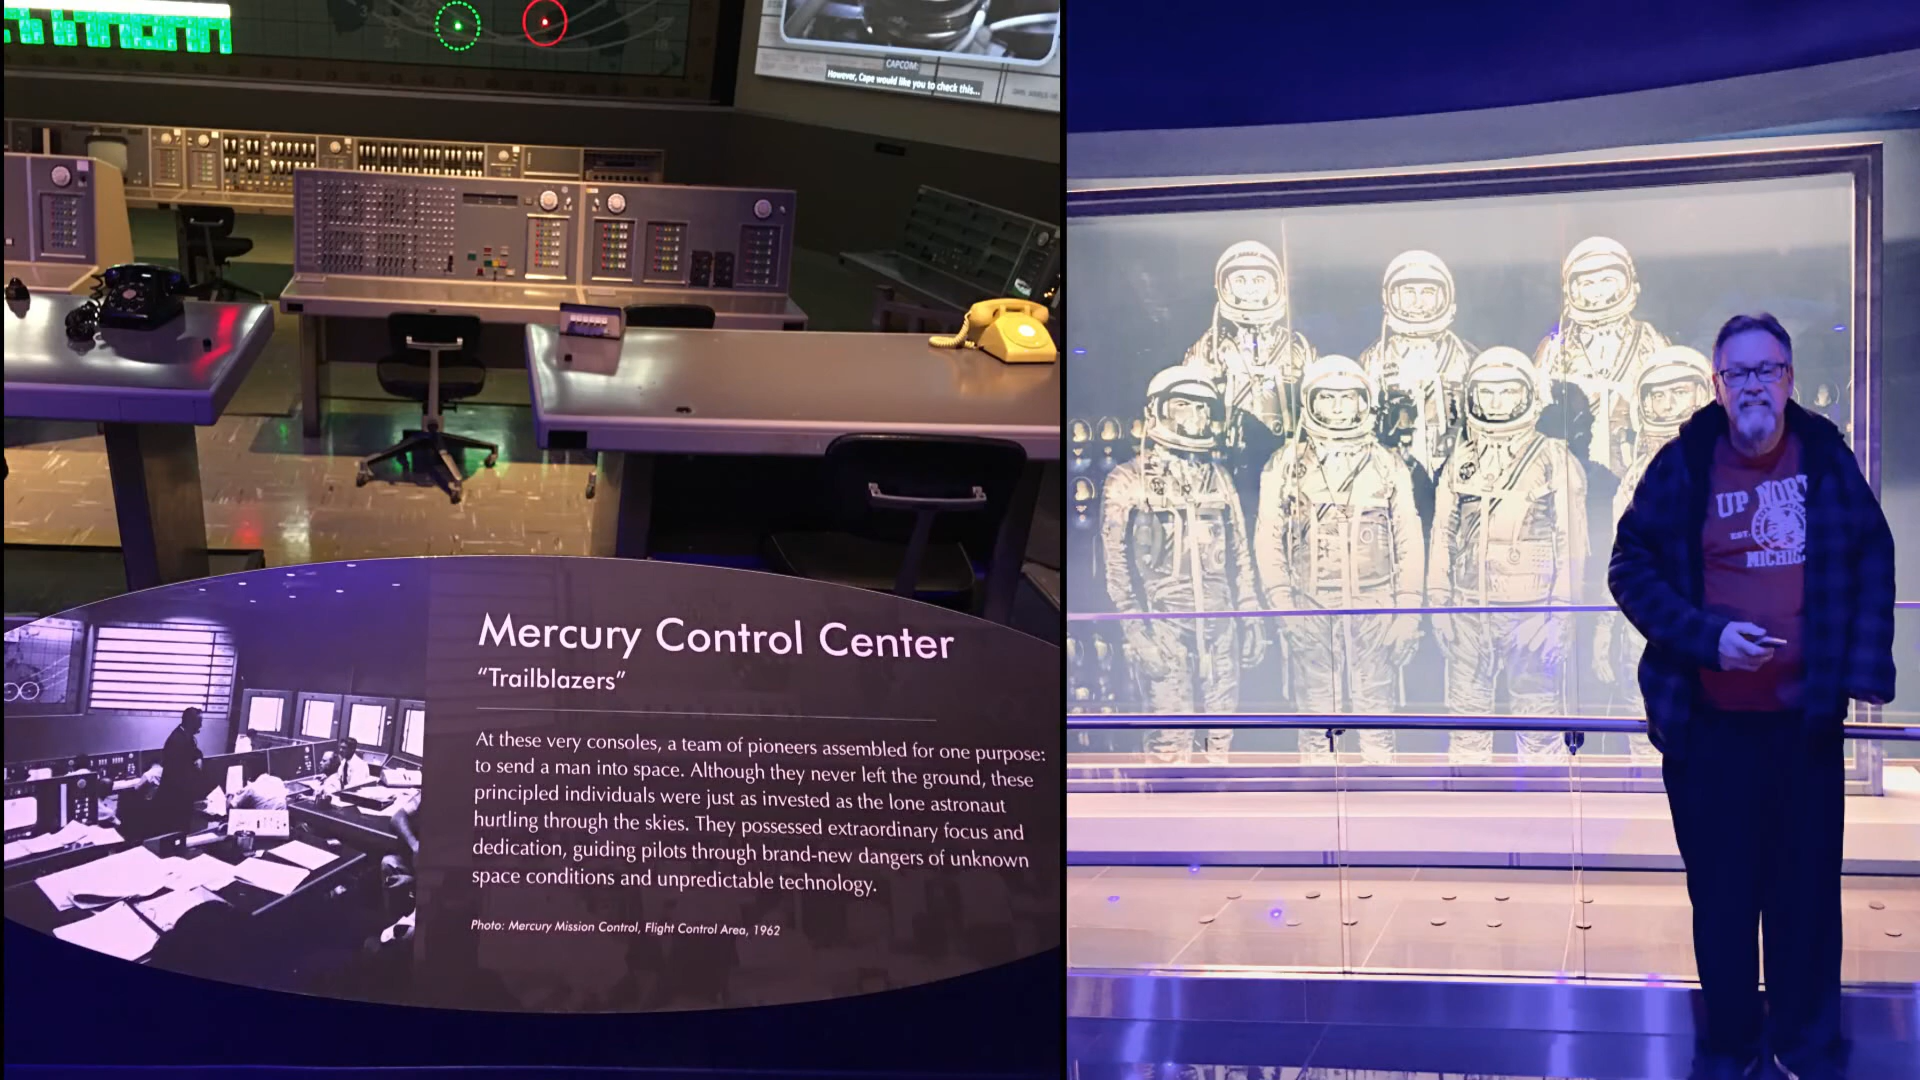 CAPCOM:
However, Cape would like you to check this...
Mercury Control Center
“Trailblazers”
At these very consoles, a team of pioneers assembled for one purpose:
to send a man into space. Although they never left the ground, these
principled individuals were just as invested as the lone astronaut
hurtling through the skies. They possessed extraordinary focus and
dedication, guiding pilots through brand-new dangers of unknown
space conditions and unpredictable technology.
Photo: Mercury Mission Control, Flight Control Area, 1962
UP NORT
EST.
MICHIG